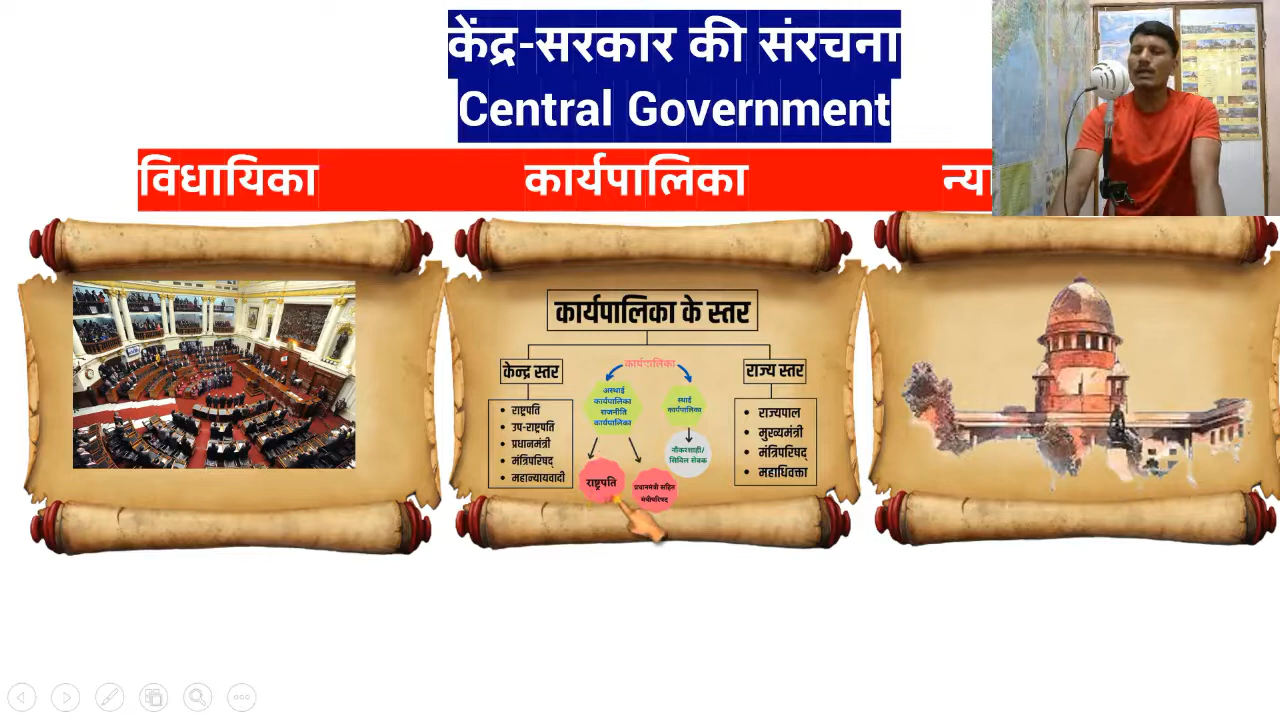 केंद्र-सरकार की संरचना
Central Government
विधायिका
कार्यपालिका
न्या
कार्यपालिका के स्तर
केन्द्र स्तर
राष्ट्रपति
उप-राष्ट्रपति
प्रधानमंत्री
मंत्रिपरिषद्
महान्यायवादी
कार्यपालिका
अस्थाई
कार्यपालिका
राजनीति
कार्यपालिका
स्थाई
कार्यपालिका
नौकरशाही/
सिविल सेवक
राष्ट्रपति
प्रधानमंत्री सहित
मंत्रीपरिषद
राज्य स्तर
राज्यपाल
मुख्यमंत्री
मंत्रिपरिषद्
महाधिवक्ता